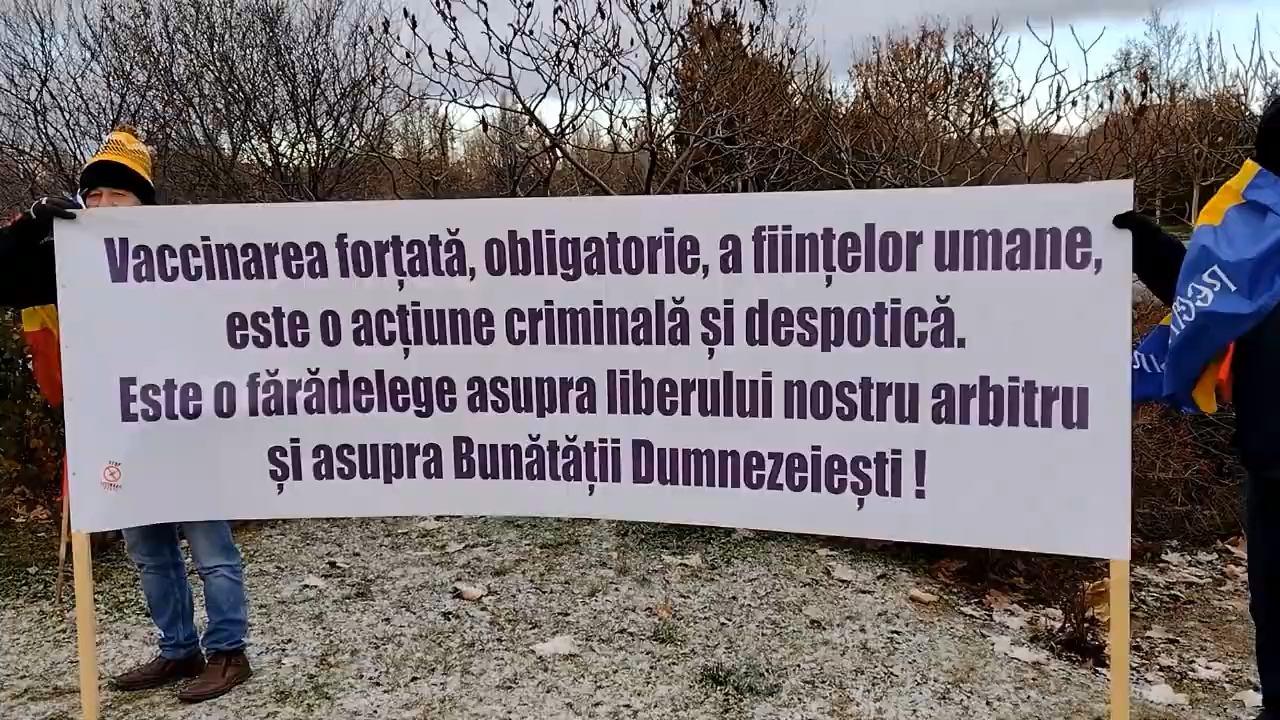 Vaccinarea forțată, obligatorie, a ființelor umane,
este o acțiune criminală și despotică.
Este o fărădelege asupra liberului nostru arbitru
și asupra Bunătății Dumnezeiești !
STOP